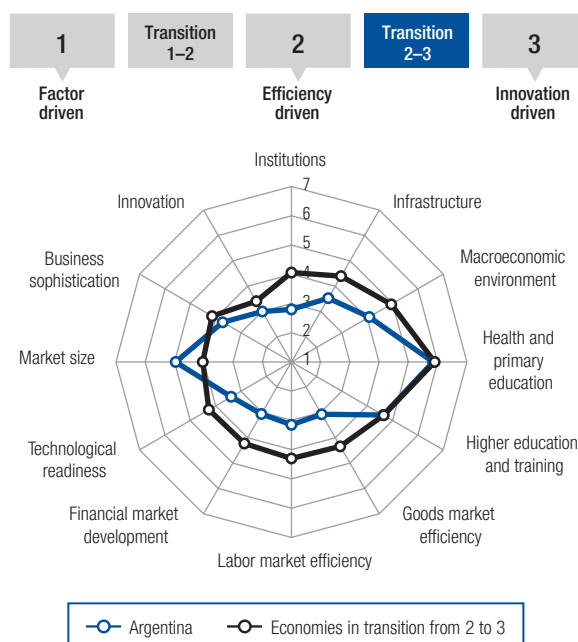 1
Transition
1–2
2
Transition
2–3
3
Factor
driven
Efficiency
driven
Innovation
driven
Institutions
Infrastructure
Macroeconomic
environment
Health and
primary
education
Higher education
and training
Goods market
efficiency
Labor market efficiency
Financial market
development
Technological
readiness
Market size
Business
sophistication
Innovation
7
6
5
4
3
2
1
Argentina
Economies in transition from 2 to 3